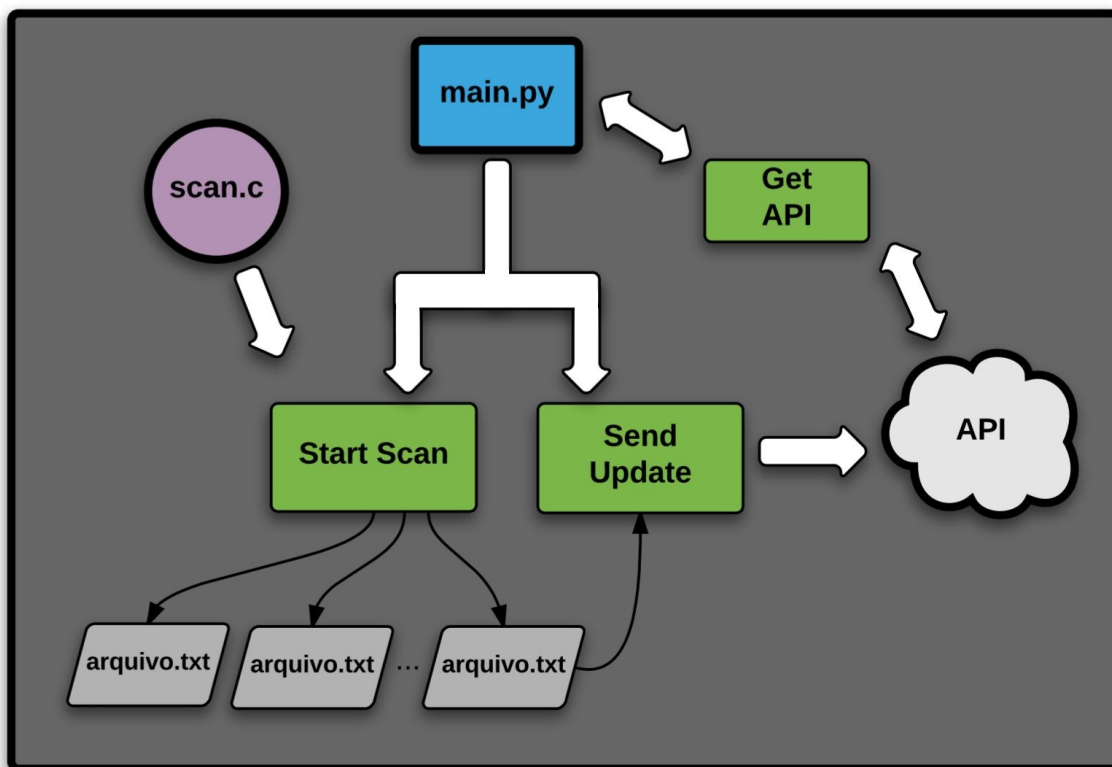 main.py
scan.c
Get
API
Start Scan
Send
Update
API
arquivo.txt
arquivo.txt
...
arquivo.txt